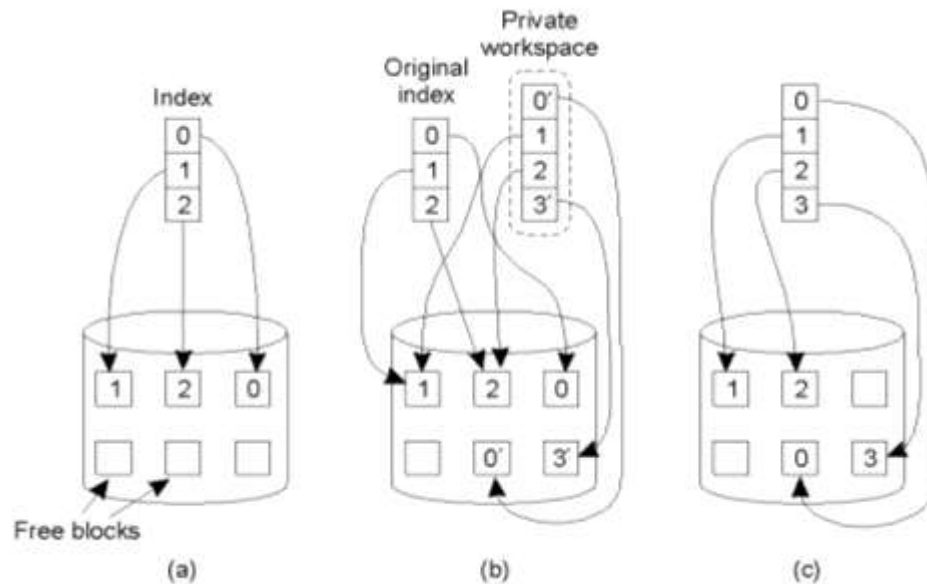 Private
workspace
Original
index
Index
0
1
2
0
1
2
0′
1
2
3′
0
1
2
3
1 2 0
1 2 0
0′ 3′
1 2
0 3
Free blocks
(a) (b) (c)